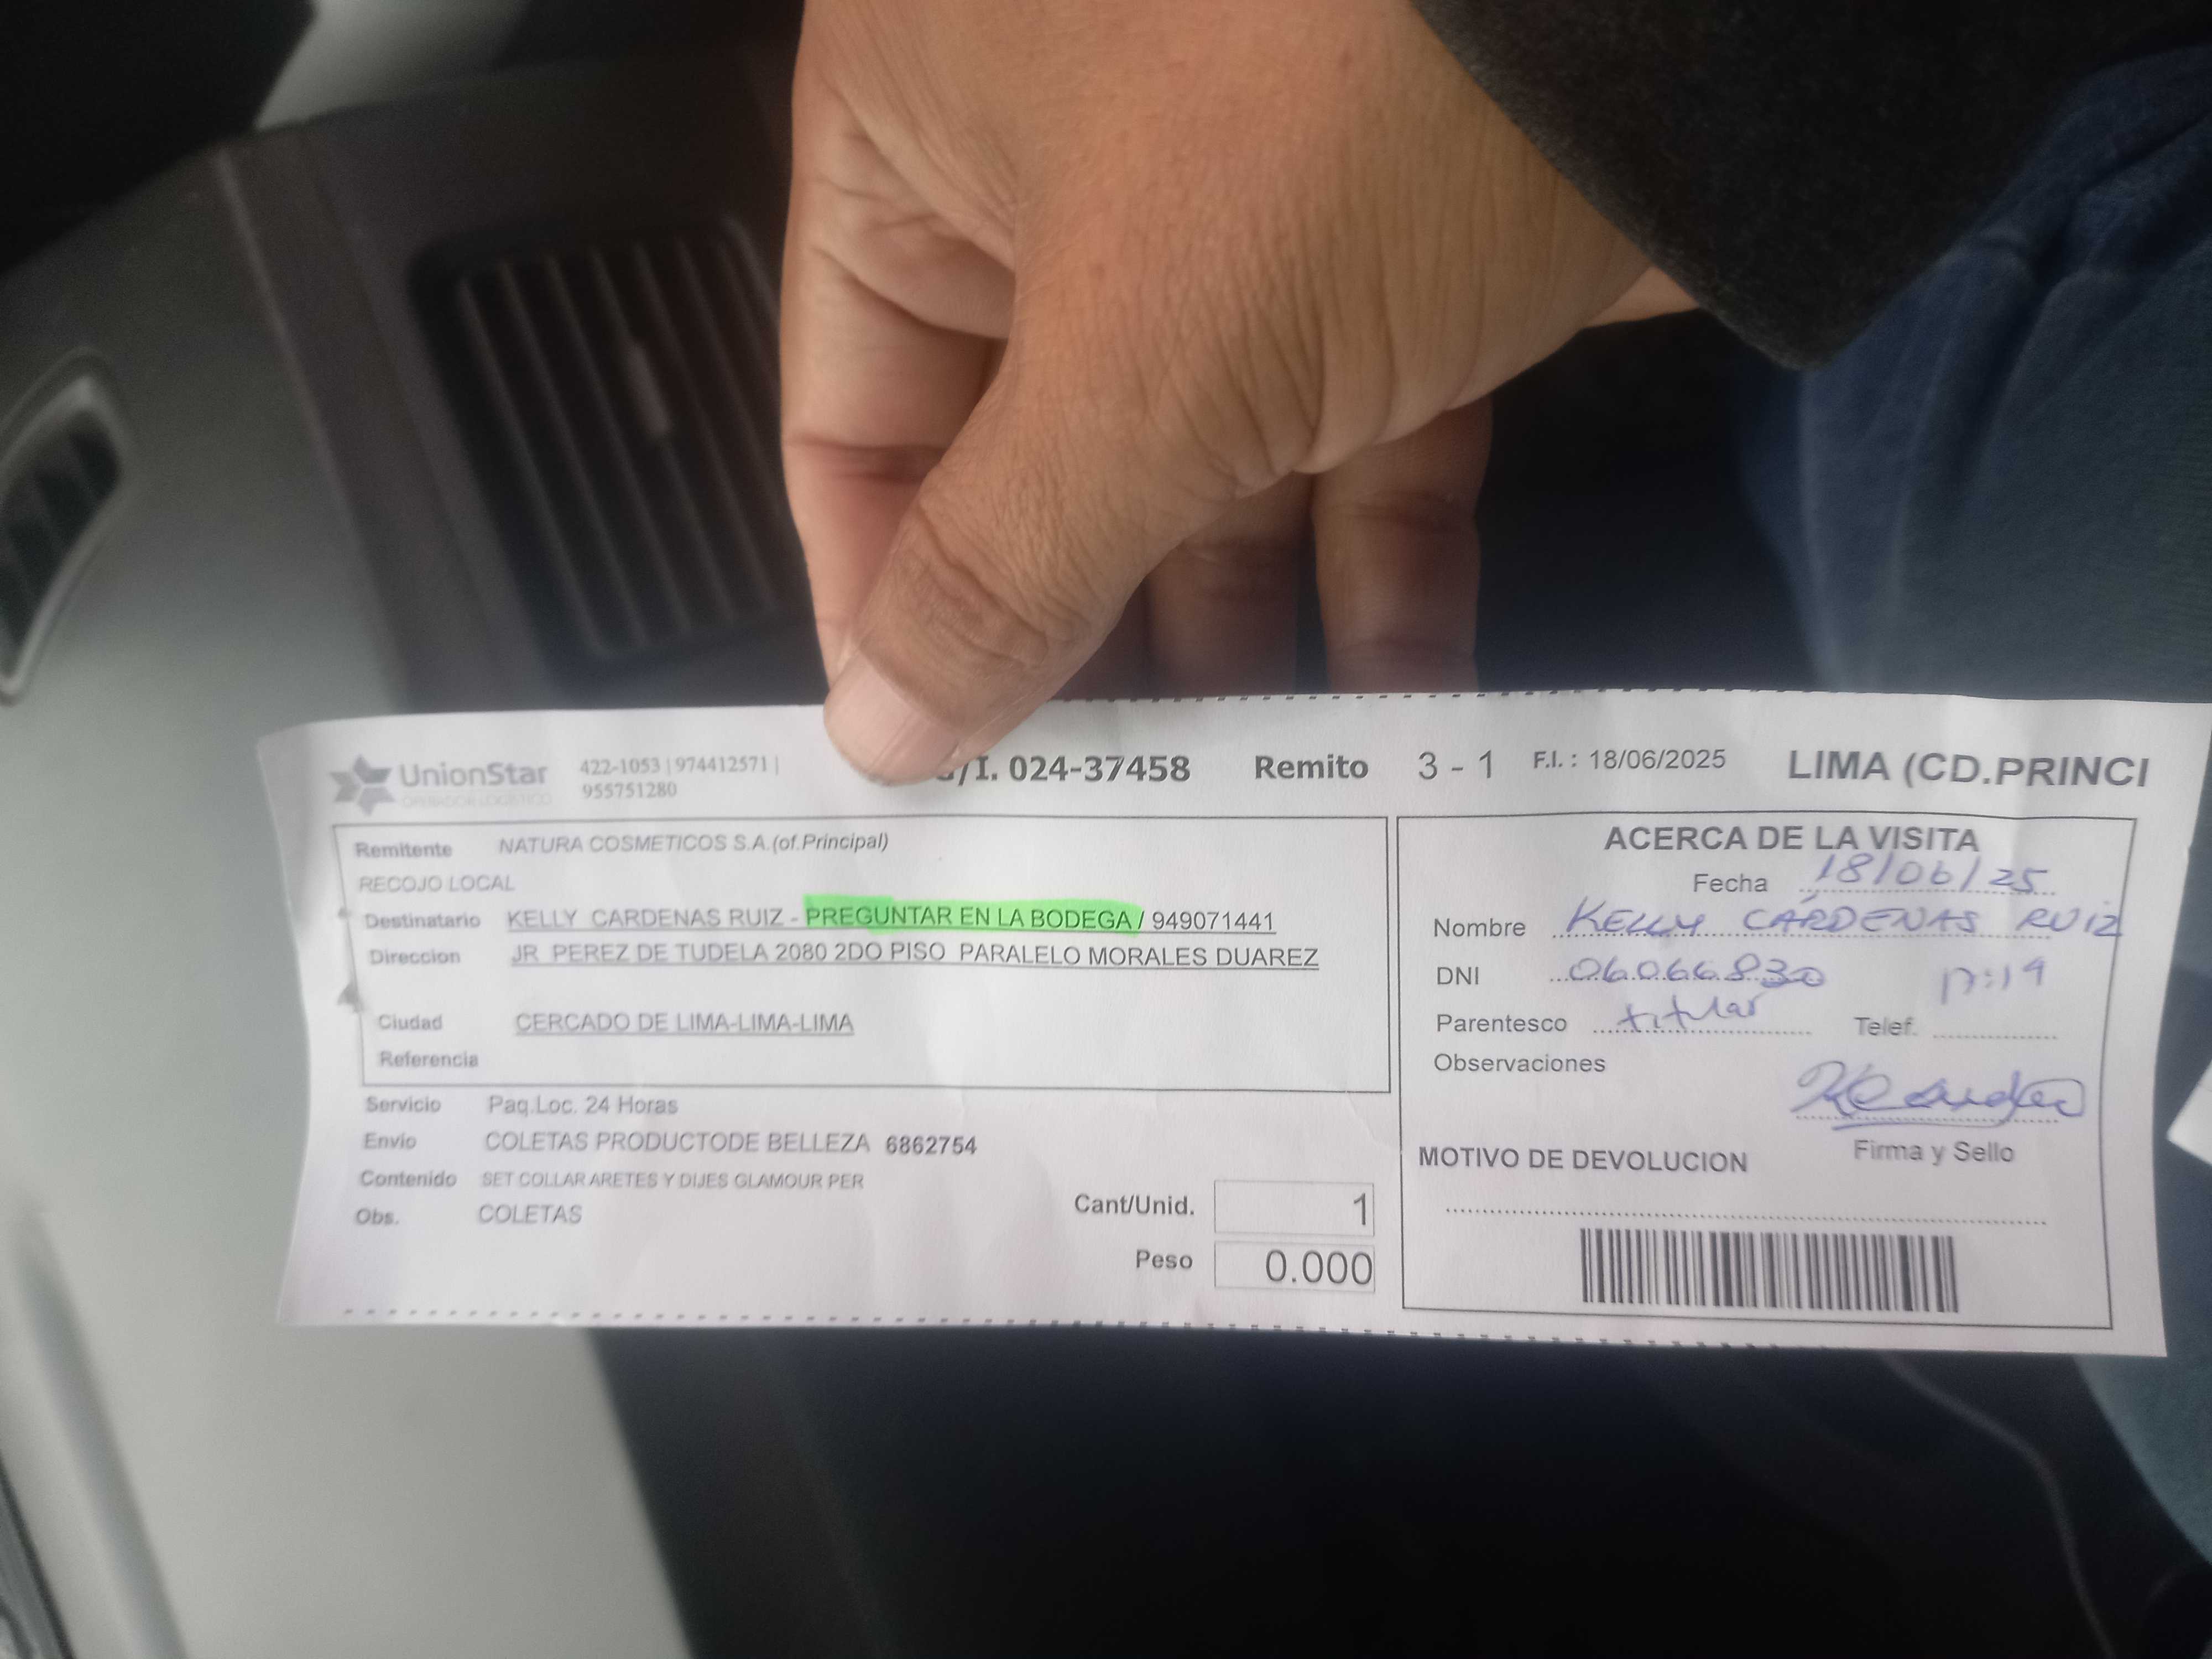 UnionStar
OPERADOR LOGISTICO
422-1053 | 974412571 |
955751280
/I. 024-37458 Remito 3 - 1 F.I. : 18/06/2025 LIMA (CD.PRINCI
Remitente NATURA COSMETICOS S.A.(of.Principal)
RECOJO LOCAL
Destinatario KELLY CARDENAS RUIZ - PREGUNTAR EN LA BODEGA / 949071441
Direccion JR PEREZ DE TUDELA 2080 2DO PISO PARALELO MORALES DUAREZ
Ciudad CERCADO DE LIMA-LIMA-LIMA
Referencia
Servicio Paq.Loc. 24 Horas
Envio COLETAS PRODUCTODE BELLEZA 6862754
Contenido SET COLLAR ARETES Y DIJES GLAMOUR PER
Obs. COLETAS
Cant/Unid. 1
Peso 0.000
ACERCA DE LA VISITA
Fecha 18/06/25
Nombre KELLY CÁRDENAS RUIZ
DNI 06066830 17:19
Parentesco titular Telef.
Observaciones
Firma y Sello
MOTIVO DE DEVOLUCION